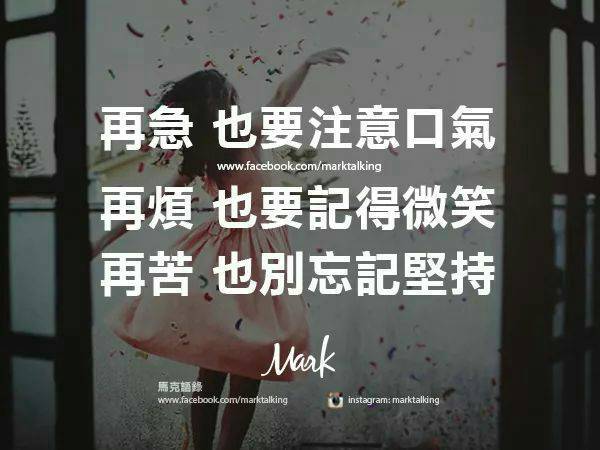 再急 也要注意口氣
www.facebook.com/marktalking
再煩 也要記得微笑
再苦 也別忘記堅持
Mark
馬克語錄
www.facebook.com/marktalking
instagram: marktalking